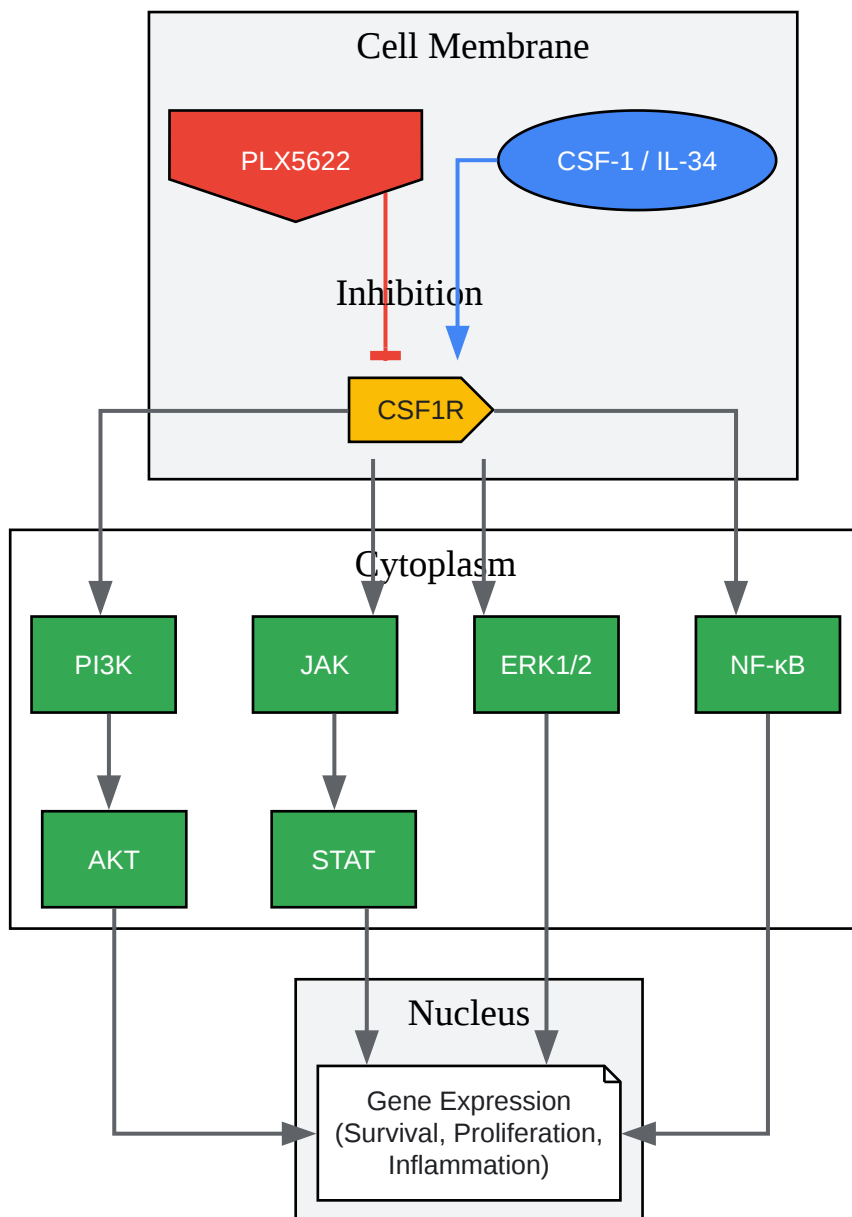 Cell Membrane
PLX5622
CSF-1 / IL-34
Inhibition
CSF1R
Cytoplasm
PI3K
JAK
ERK1/2
NF-κB
AKT
STAT
Nucleus
Gene Expression
(Survival, Proliferation,
Inflammation)